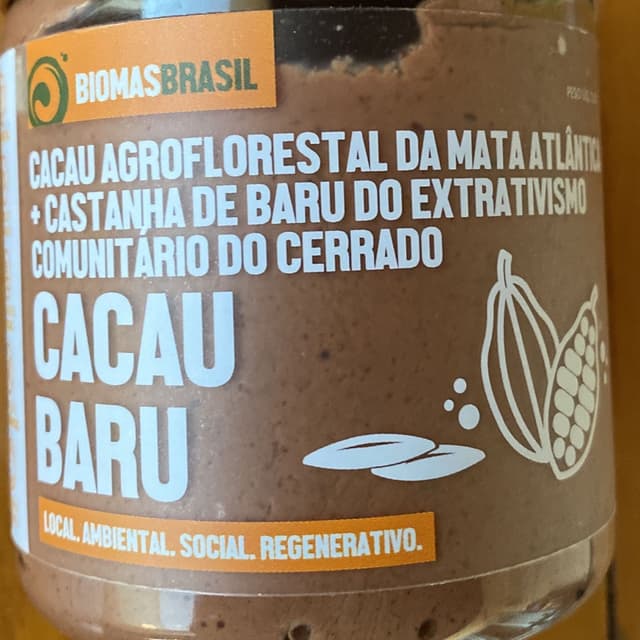 BIOMASBRASIL
CACAU AGROFLORESTAL DA MATA ATLÂNTICA
+ CASTANHA DE BARU DO EXTRATIVISMO
COMUNITÁRIO DO CERRADO
CACAU
BARU
LOCAL. AMBIENTAL. SOCIAL. REGENERATIVO.